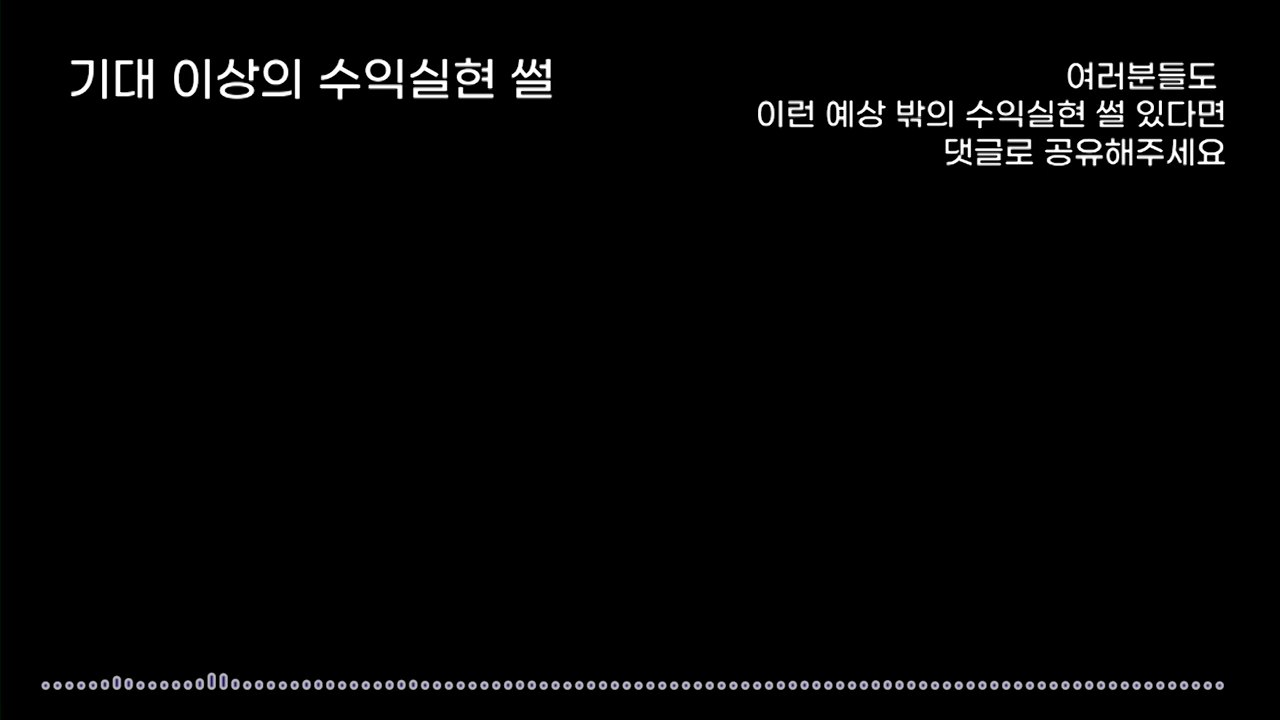 기대 이상의 수익실현 썰
여러분들도
이런 예상 밖의 수익실현 썰 있다면
댓글로 공유해주세요